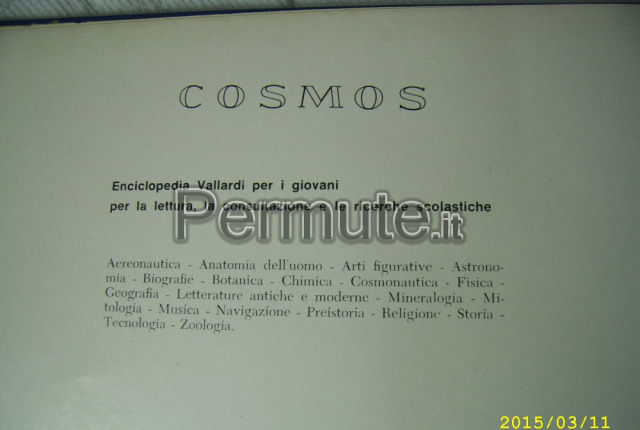 COSMOS
Enciclopedia Vallardi per i giovani
per la lettura, la consultazione e le ricerche scolastiche
Permute.it
Aereonautica - Anatomia dell'uomo - Arti figurative - Astrono-
mia - Biografie - Botanica - Chimica - Cosmonautica - Fisica -
Geografia - Letterature antiche e moderne - Mineralogia - Mi-
tologia - Musica - Navigazione - Preistoria - Religione - Storia -
Tecnologia - Zoologia.
2015/03/11